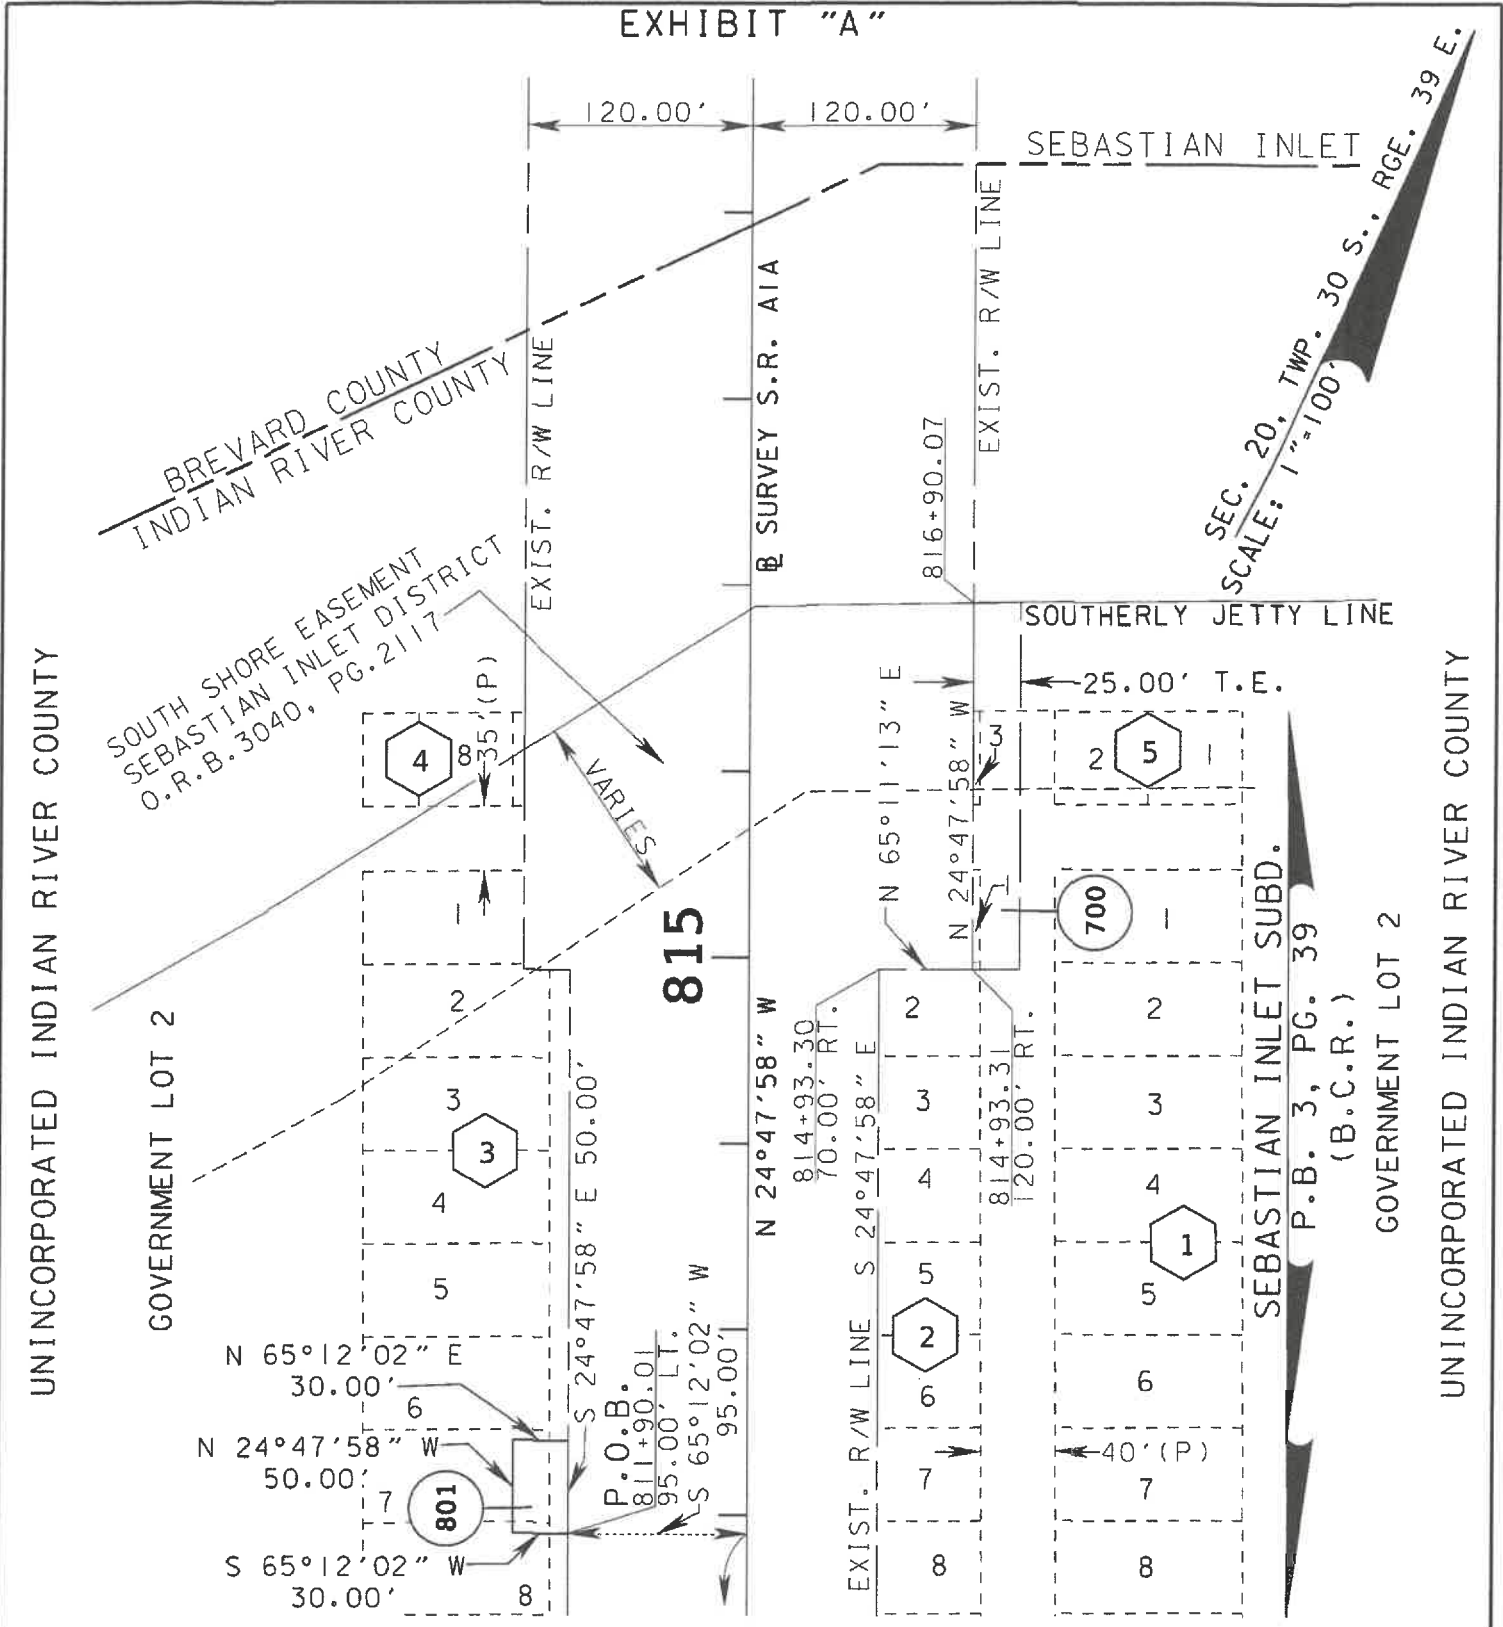 EXHIBIT "A"
120.00'
120.00'
SEBASTIAN INLET
SEC. 20, TWP. 30 S., RGE. 39 E.
SCALE: 1"=100'
EXIST. R/W LINE
EXIST. R/W LINE
B SURVEY S.R. A1A
BREVARD COUNTY
INDIAN RIVER COUNTY
816+90.07
SOUTH SHORE EASEMENT
SEBASTIAN INLET DISTRICT
O.R.B.3040, PG.2117
SOUTHERLY JETTY LINE
25.00' T.E.
35'(P)
VARIES
4
8
3
2
5
1
N 65°11'13" E
N 24°47'58" W
1
700
UNINCORPORATED INDIAN RIVER COUNTY
GOVERNMENT LOT 2
815
N 24°47'58" W
814+93.30
70.00' RT.
S 24°47'58" E
814+93.31
120.00' RT.
EXIST. R/W LINE
1
2
3
3
4
5
6
7
8
2
3
4
5
2
6
7
8
1
2
3
4
1
5
6
7
8
40'(P)
SEBASTIAN INLET SUBD.
P.B. 3, PG. 39
(B.C.R.)
GOVERNMENT LOT 2
UNINCORPORATED INDIAN RIVER COUNTY
S 24°47'58" E 50.00'
N 65°12'02" E
30.00'
N 24°47'58" W
50.00'
801
S 65°12'02" W
30.00'
P.O.B.
811+90.01
95.00' LT.
S 65°12'02" W
95.00'